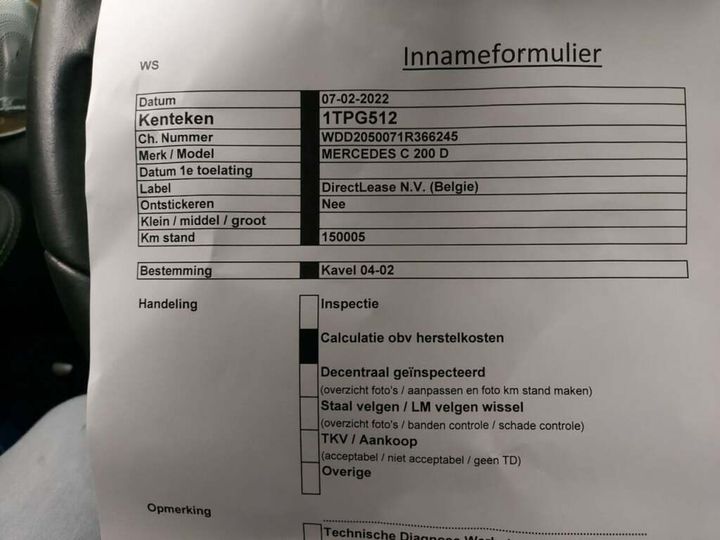 WS
Innameformulier
Datum 07-02-2022
Kenteken 1TPG512
Ch. Nummer WDD2050071R366245
Merk / Model MERCEDES C 200 D
Datum 1e toelating
Label DirectLease N.V. (Belgie)
Ontstickeren Nee
Klein / middel / groot
Km stand 150005
Bestemming Kavel 04-02
Handeling Inspectie
Calculatie obv herstelkosten
Decentraal geïnspecteerd
(overzicht foto's / aanpassen en foto km stand maken)
Staal velgen / LM velgen wissel
(overzicht foto's / banden controle / schade controle)
TKV / Aankoop
(acceptabel / niet acceptabel / geen TD)
Overige
Opmerking
Technische